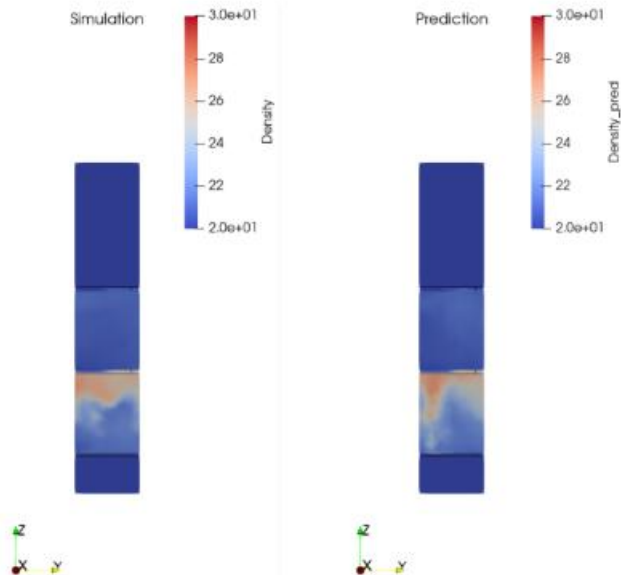 Simulation
3.0e+01
28
26
24
22
2.0e+01
Density
Z
X
Y
Prediction
3.0e+01
28
26
24
22
2.0e+01
Density_pred
Z
X
Y